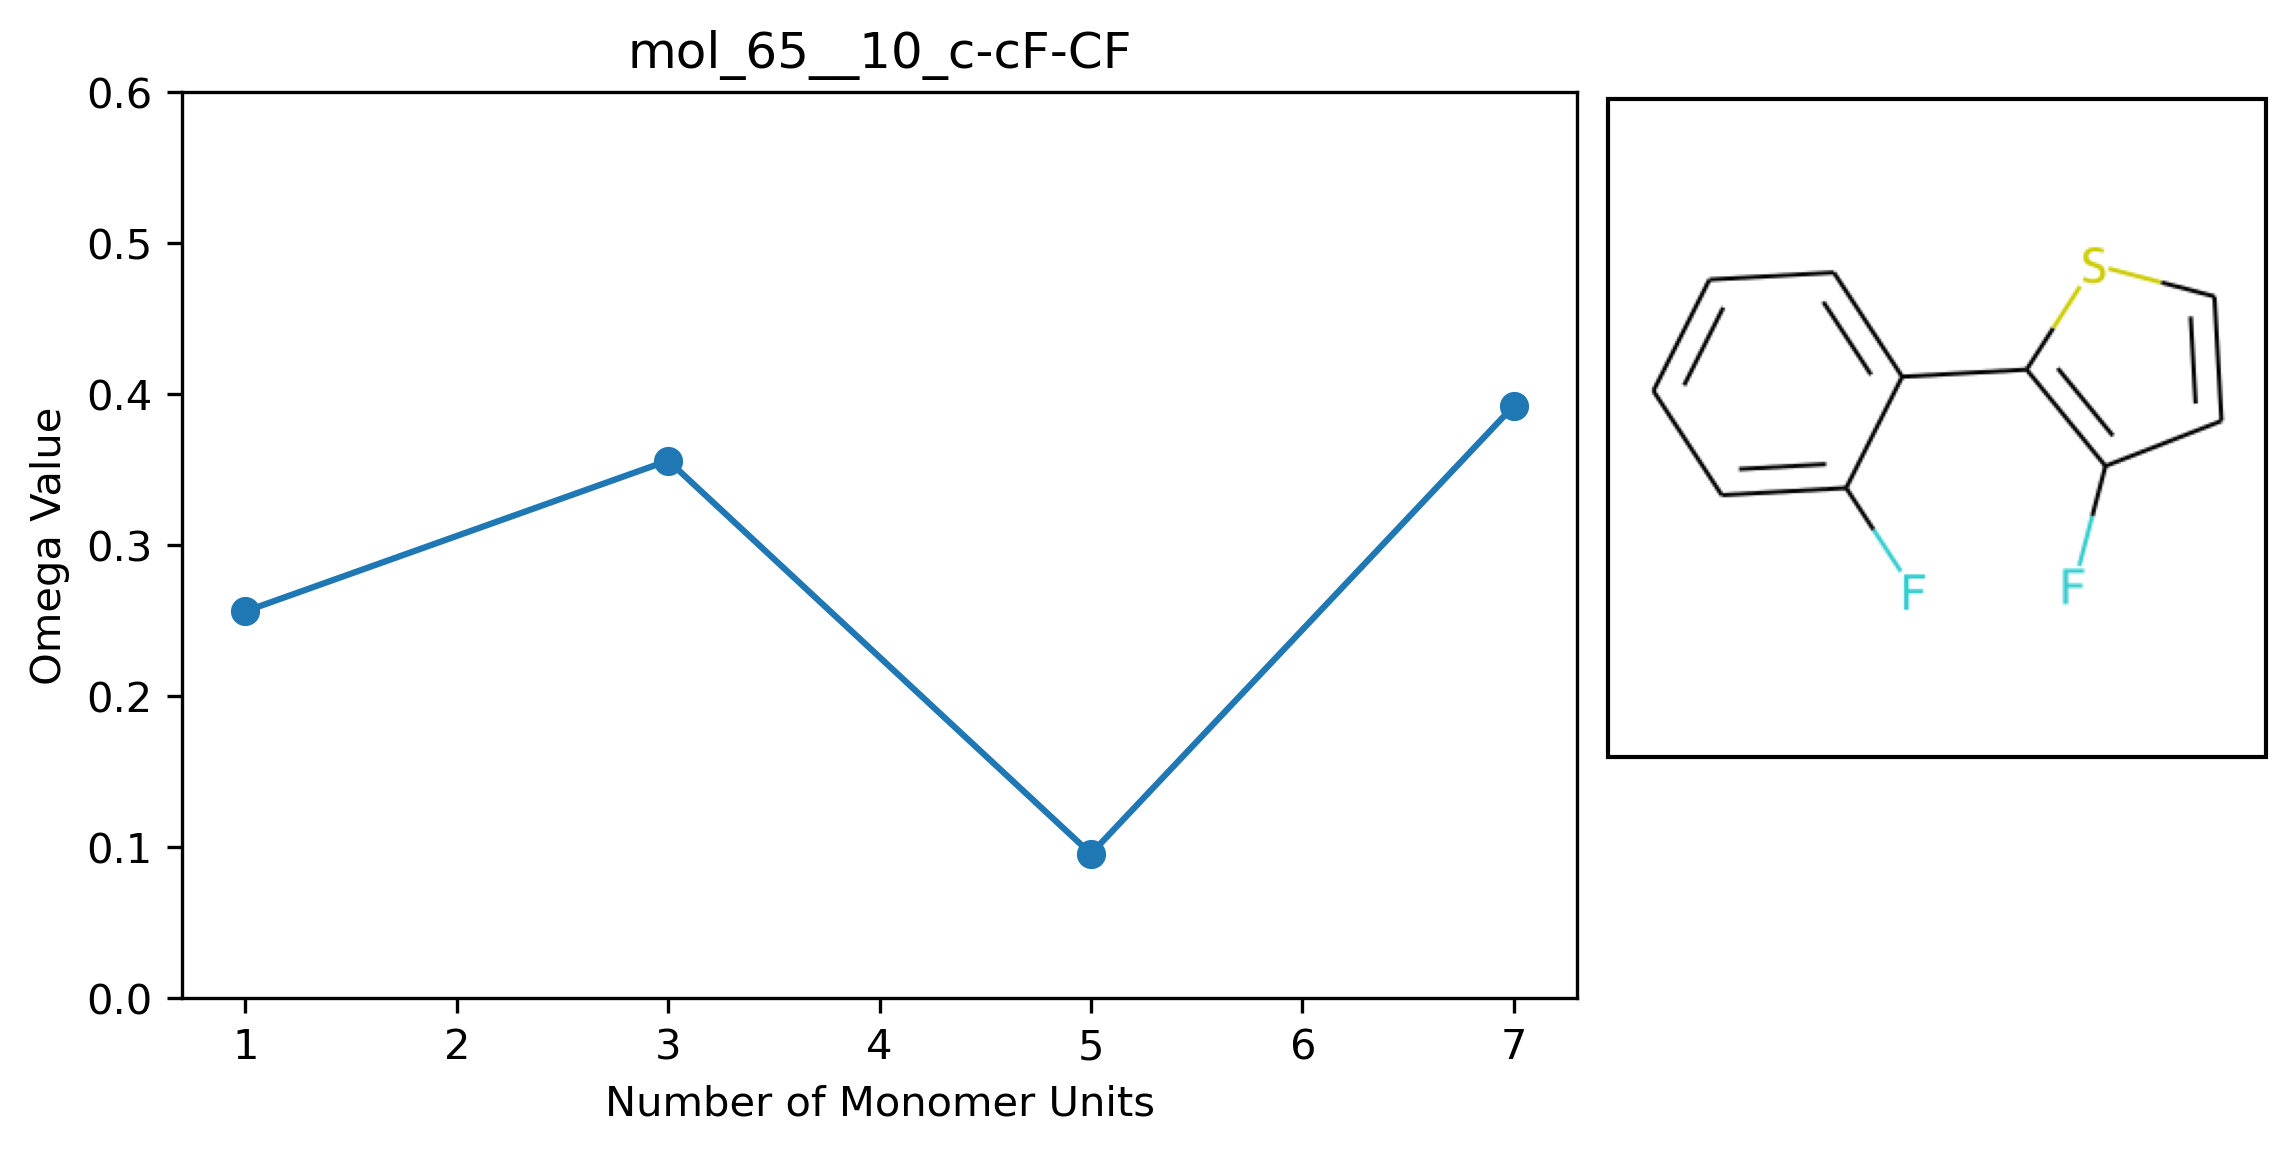 mol_65__10_c-cF-CF
0.6
0.5
0.4
0.3
0.2
0.1
0.0
Omega Value
1 2 3 4 5 6 7
Number of Monomer Units
S
F
F